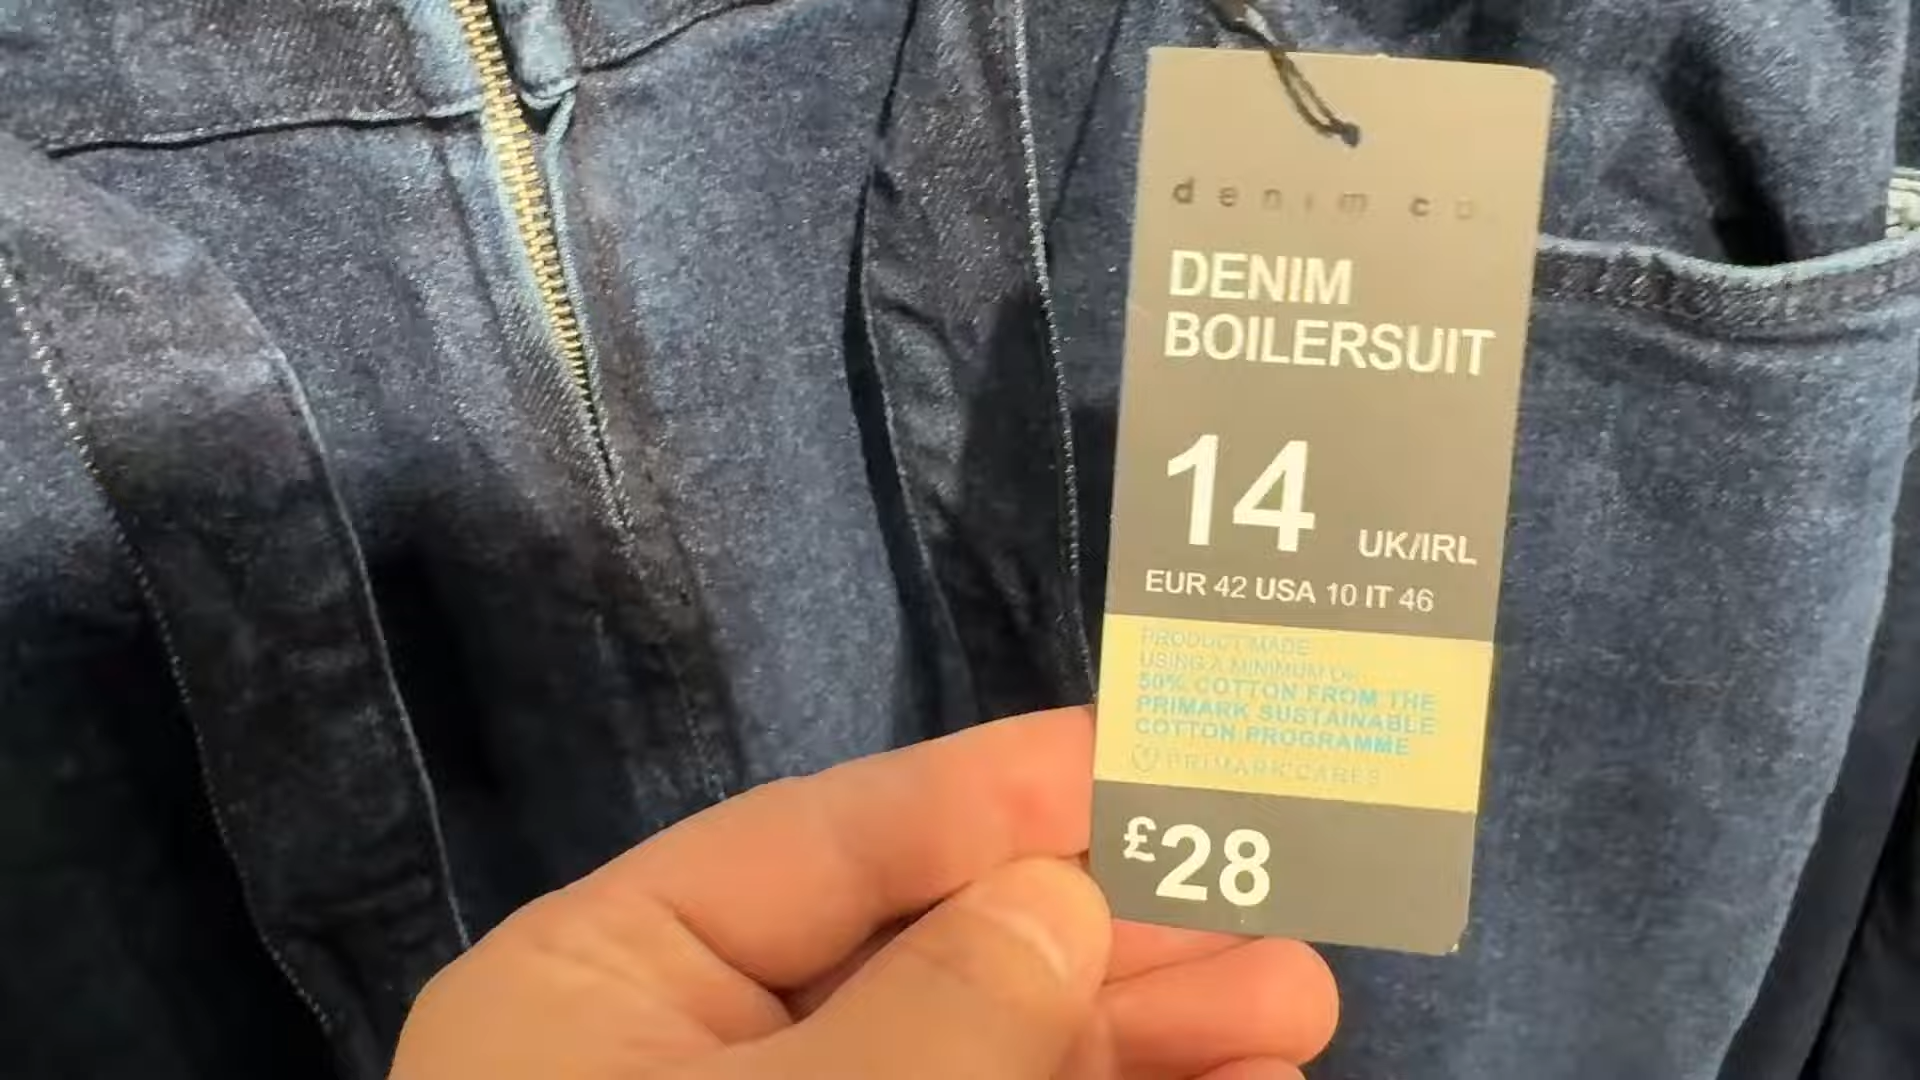 denim co
DENIM
BOILERSUIT
14 UK/IRL
EUR 42 USA 10 IT 46
PRODUCT MADE
USING A MINIMUM OF
50% COTTON FROM THE
PRIMARK SUSTAINABLE
COTTON PROGRAMME
PRIMARK CARES
£28